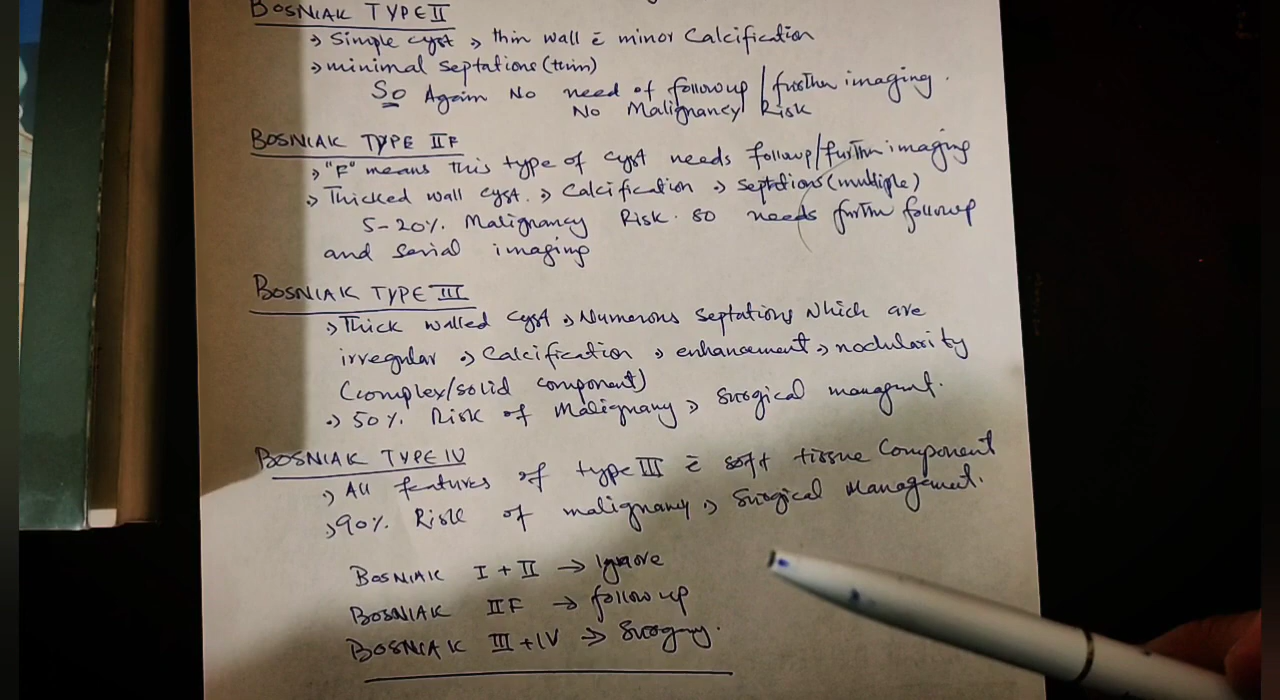 BOSNIAK TYPE II
→ Simple cyst → thin wall c̄ minor Calcification
→ minimal septations (thin)
So Again No need of followup / further imaging.
No Malignancy Risk
BOSNIAK TYPE IIF
→ "F" means this type of cyst needs followup/further imaging
→ Thicked wall cyst. → Calcification → septations (multiple)
5-20% Malignancy Risk. so needs further followup
and serial imaging
BOSNIAK TYPE III
→ Thick walled cyst → Numerous septations which are
irregular → Calcification → enhancement → nodularity
(complex/solid component)
→ 50% Risk of Malignany → Surgical managment.
BOSNIAK TYPE IV
→ All features of type III c̄ soft tissue Component
→ 90% Risk of malignany → Surgical Management.
BOSNIAK I + II → Ignore
BOSNIAK IIF → follow up
BOSNIAK III + IV → Surgery.